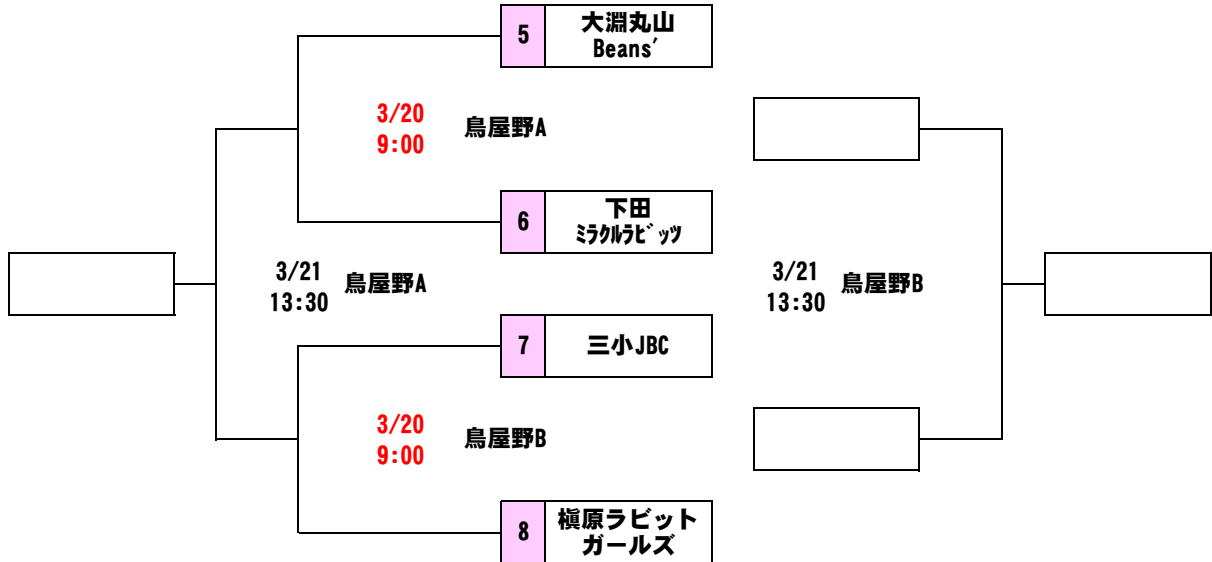 5
大淵丸山
Beans'
3/20
9:00
鳥屋野A
6
下田
ﾐﾗｸﾙﾗﾋﾞｯﾂ
3/21
13:30
鳥屋野A
3/21
13:30
鳥屋野B
7
三小JBC
3/20
9:00
鳥屋野B
8
槇原ラビット
ガールズ